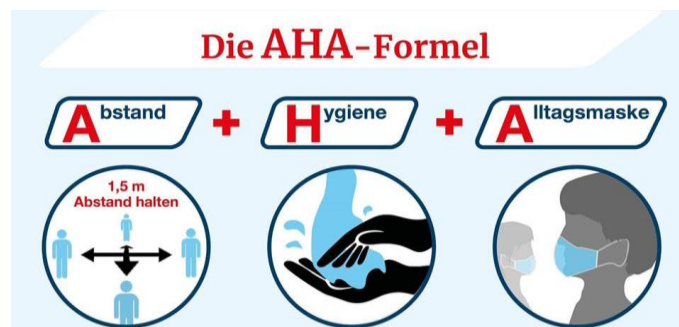 Die AHA-Formel
Abstand + Hygiene + Alltagsmaske
1,5 m
Abstand halten